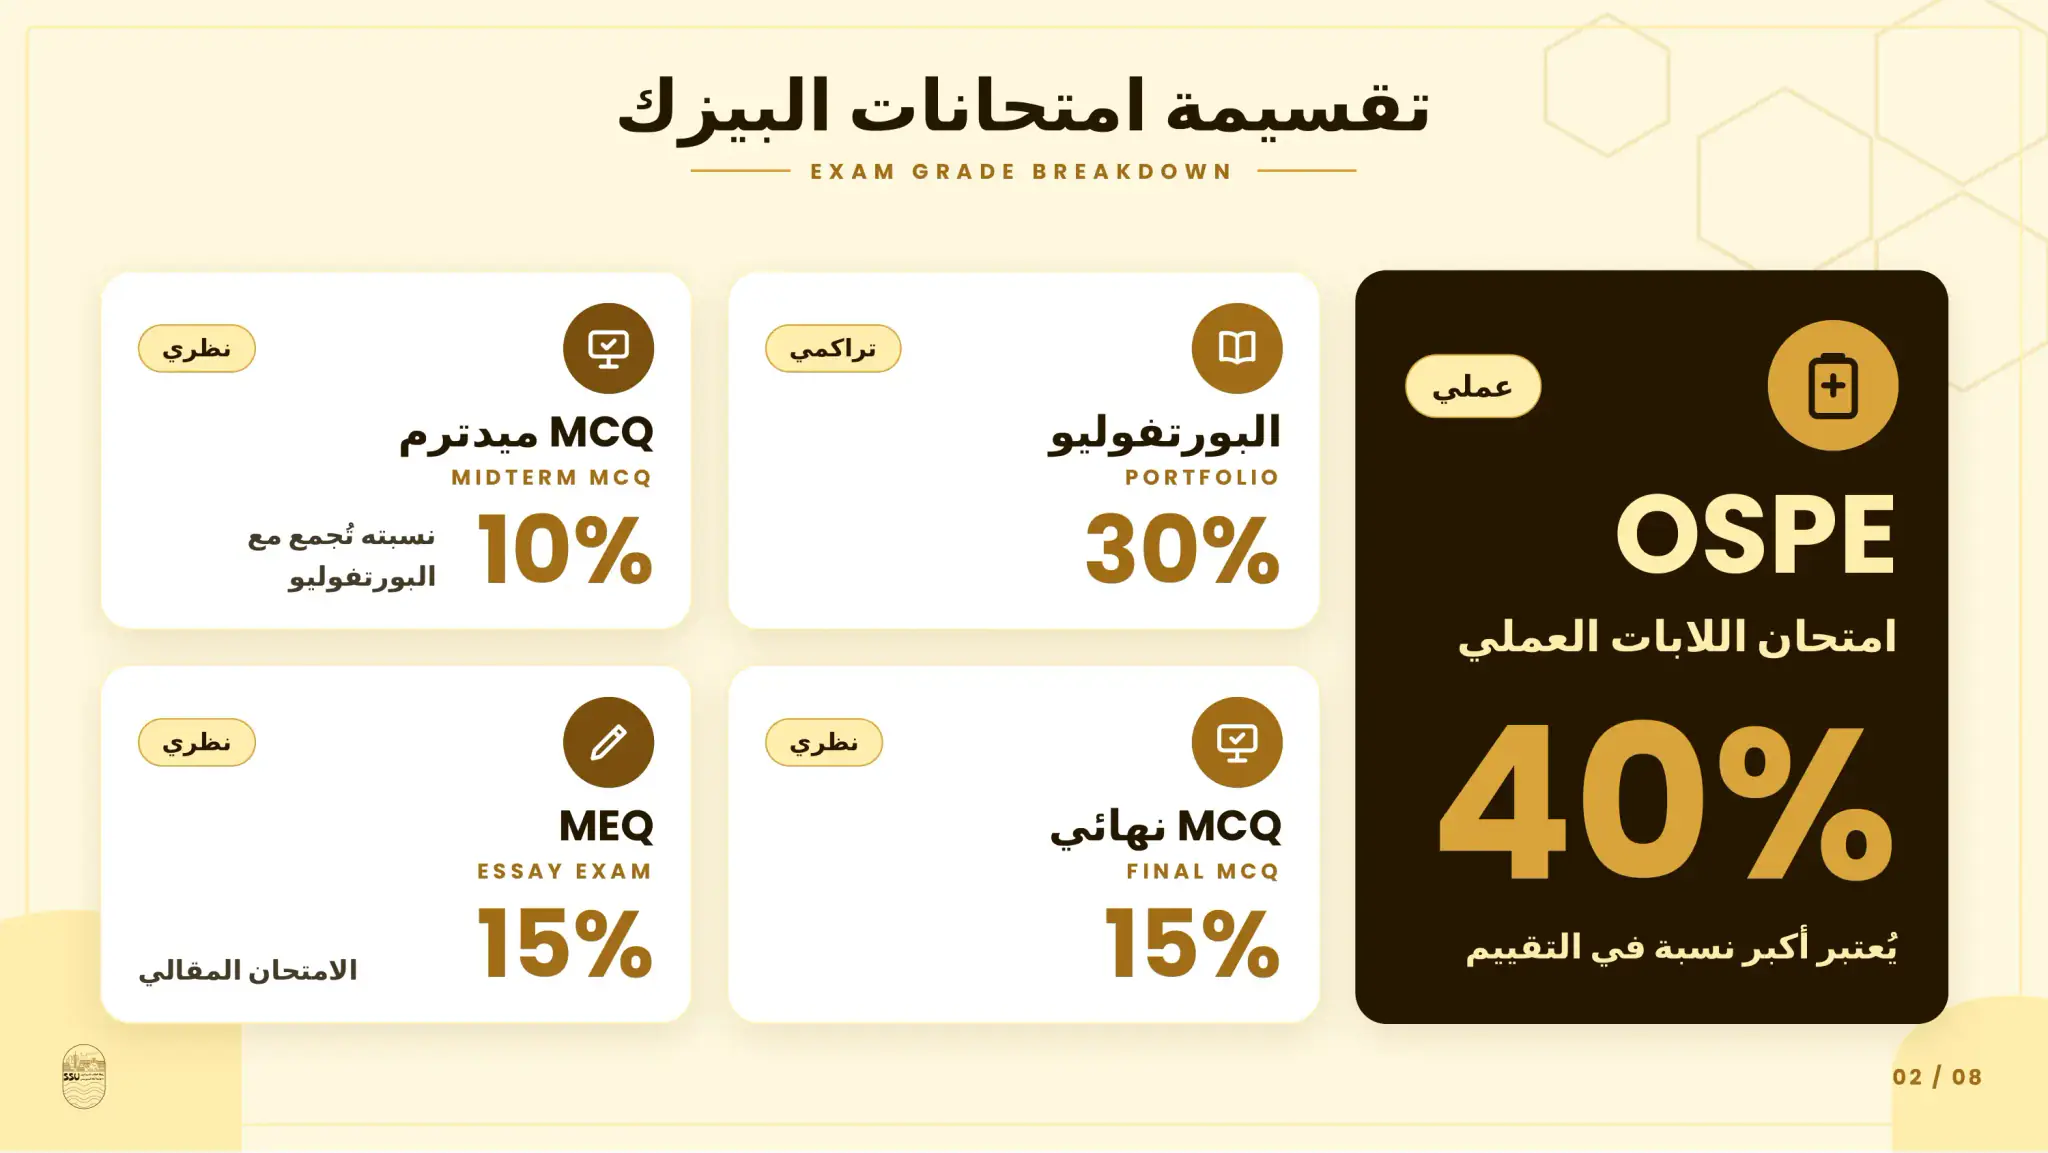 تقسيمة امتحانات البيزك
EXAM GRADE BREAKDOWN
عملي
OSPE
امتحان اللابات العملي
40%
يُعتبر أكبر نسبة في التقييم
تراكمي
البورتفوليو
PORTFOLIO
30%
نظري
MCQ ميدترم
MIDTERM MCQ
10%
نسبته تُجمع مع
البورتفوليو
نظري
MCQ نهائي
FINAL MCQ
15%
نظري
MEQ
ESSAY EXAM
15%
الامتحان المقالي
SSU
02 / 08